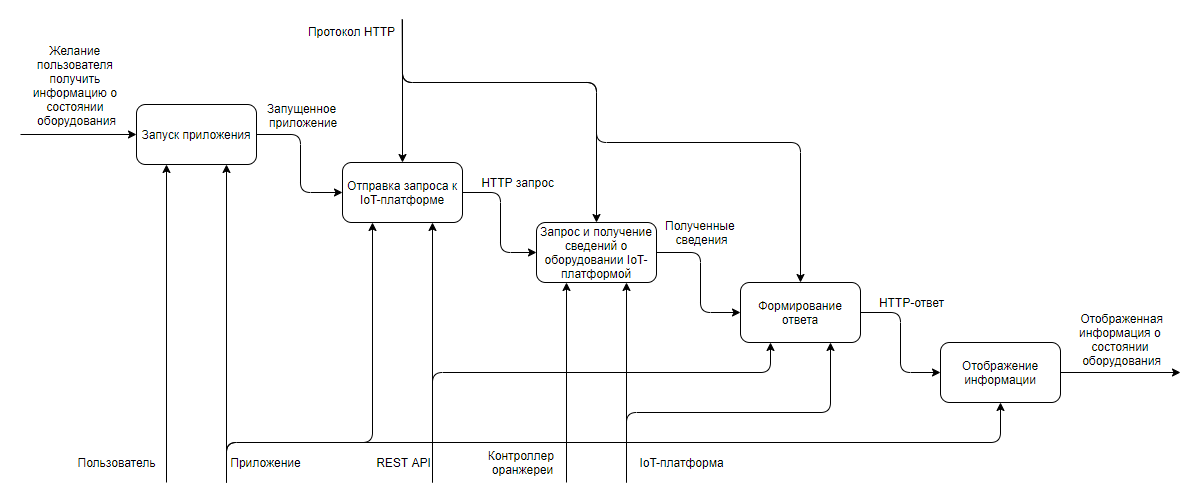 Протокол HTTP
Желание
пользователя
получить
информацию о
состоянии
оборудования
Запуск приложения
Запущенное
приложение
Отправка запроса к
IoT-платформе
HTTP запрос
Запрос и получение
сведений о
оборудовании IoT-
платформой
Полученные
сведения
Формирование
ответа
HTTP-ответ
Отображение
информации
Отображенная
информация о
состоянии
оборудования
Пользователь
Приложение
REST API
Контроллер
оранжереи
IoT-платформа